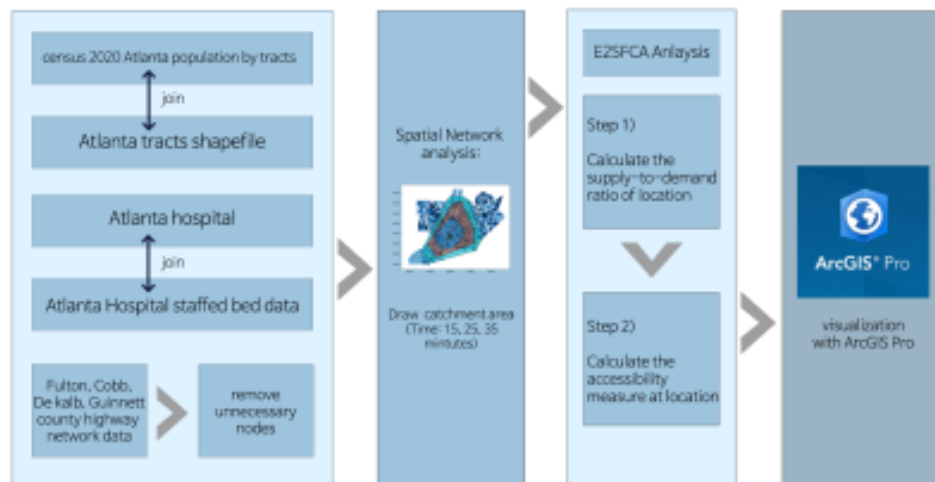 census 2020 Atlanta population by tracts
join
Atlanta tracts shapefile
Atlanta hospital
join
Atlanta Hospital staffed bed data
Fulton, Cobb,
De kalb, Guinnett
county highway
network data
remove
unnecessary
nodes
Spatial Network
analysis:
Draw catchment area
(Time: 15, 25, 35
mintutes)
E2SFCA Anlaysis
Step 1)
Calculate the
supply-to-demand
ratio of location
Step 2)
Calculate the
accessibility
measure at location
ArcGIS® Pro
visualization
with ArcGIS Pro